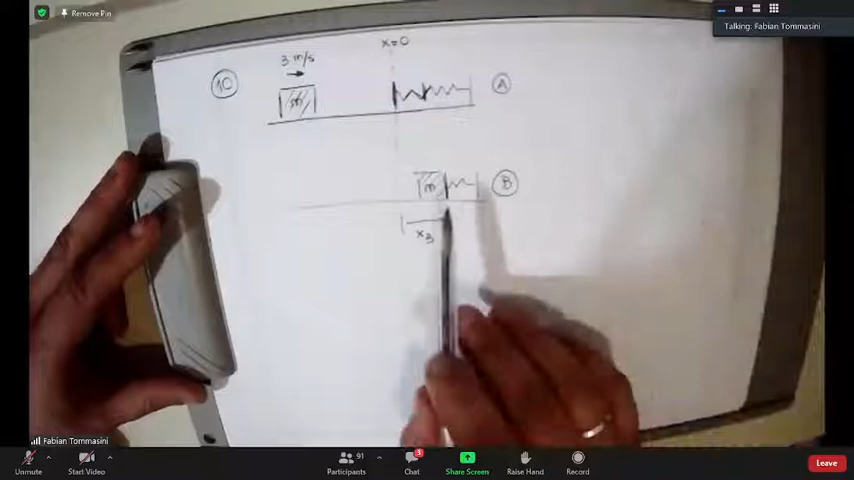 Remove Pin
Talking: Fabian Tommasini
x=0
3 m/s
10
m
A
m
B
x3
Fabian Tommasini
Unmute
Start Video
91
Participants
3
Chat
Share Screen
Raise Hand
Record
Leave